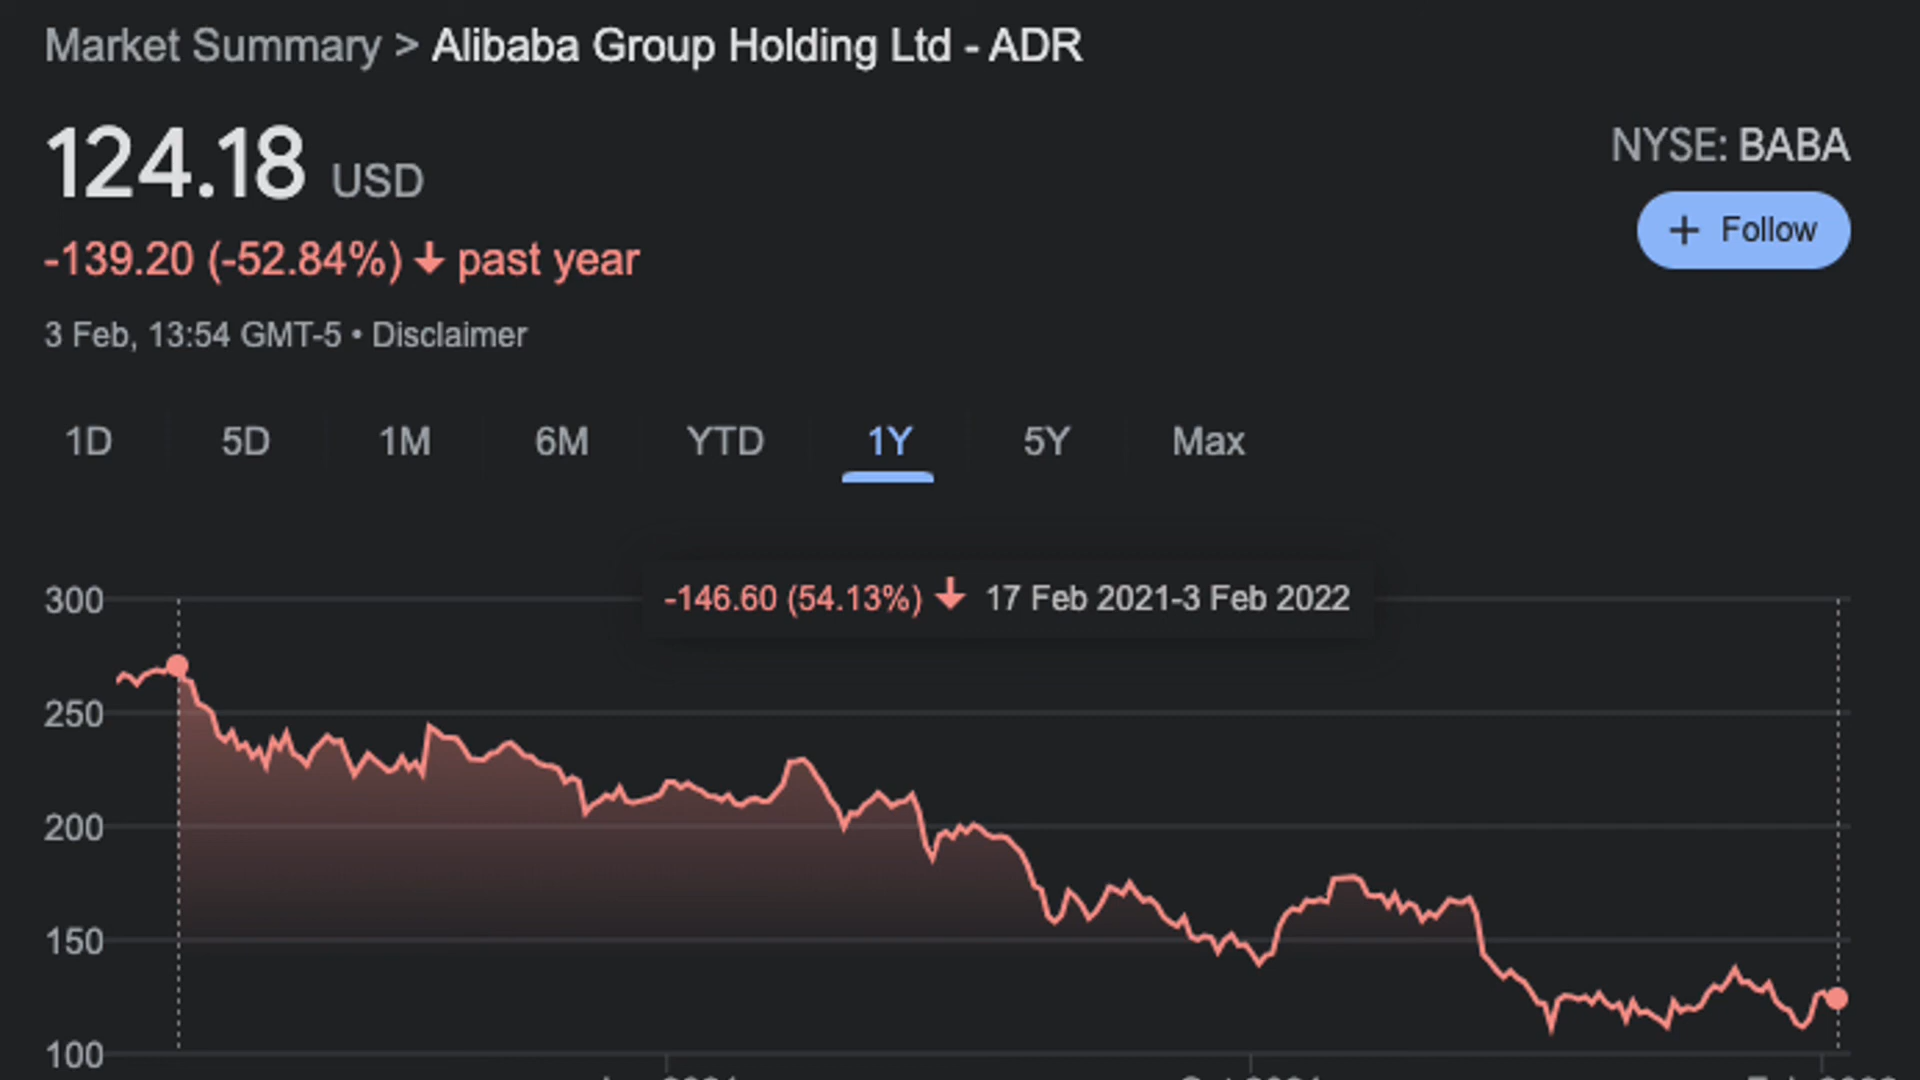 Market Summary > Alibaba Group Holding Ltd - ADR
124.18 USD
NYSE: BABA
+ Follow
-139.20 (-52.84%) ↓ past year
3 Feb, 13:54 GMT-5 • Disclaimer
1D 5D 1M 6M YTD 1Y 5Y Max
-146.60 (54.13%) ↓ 17 Feb 2021-3 Feb 2022
300
250
200
150
100